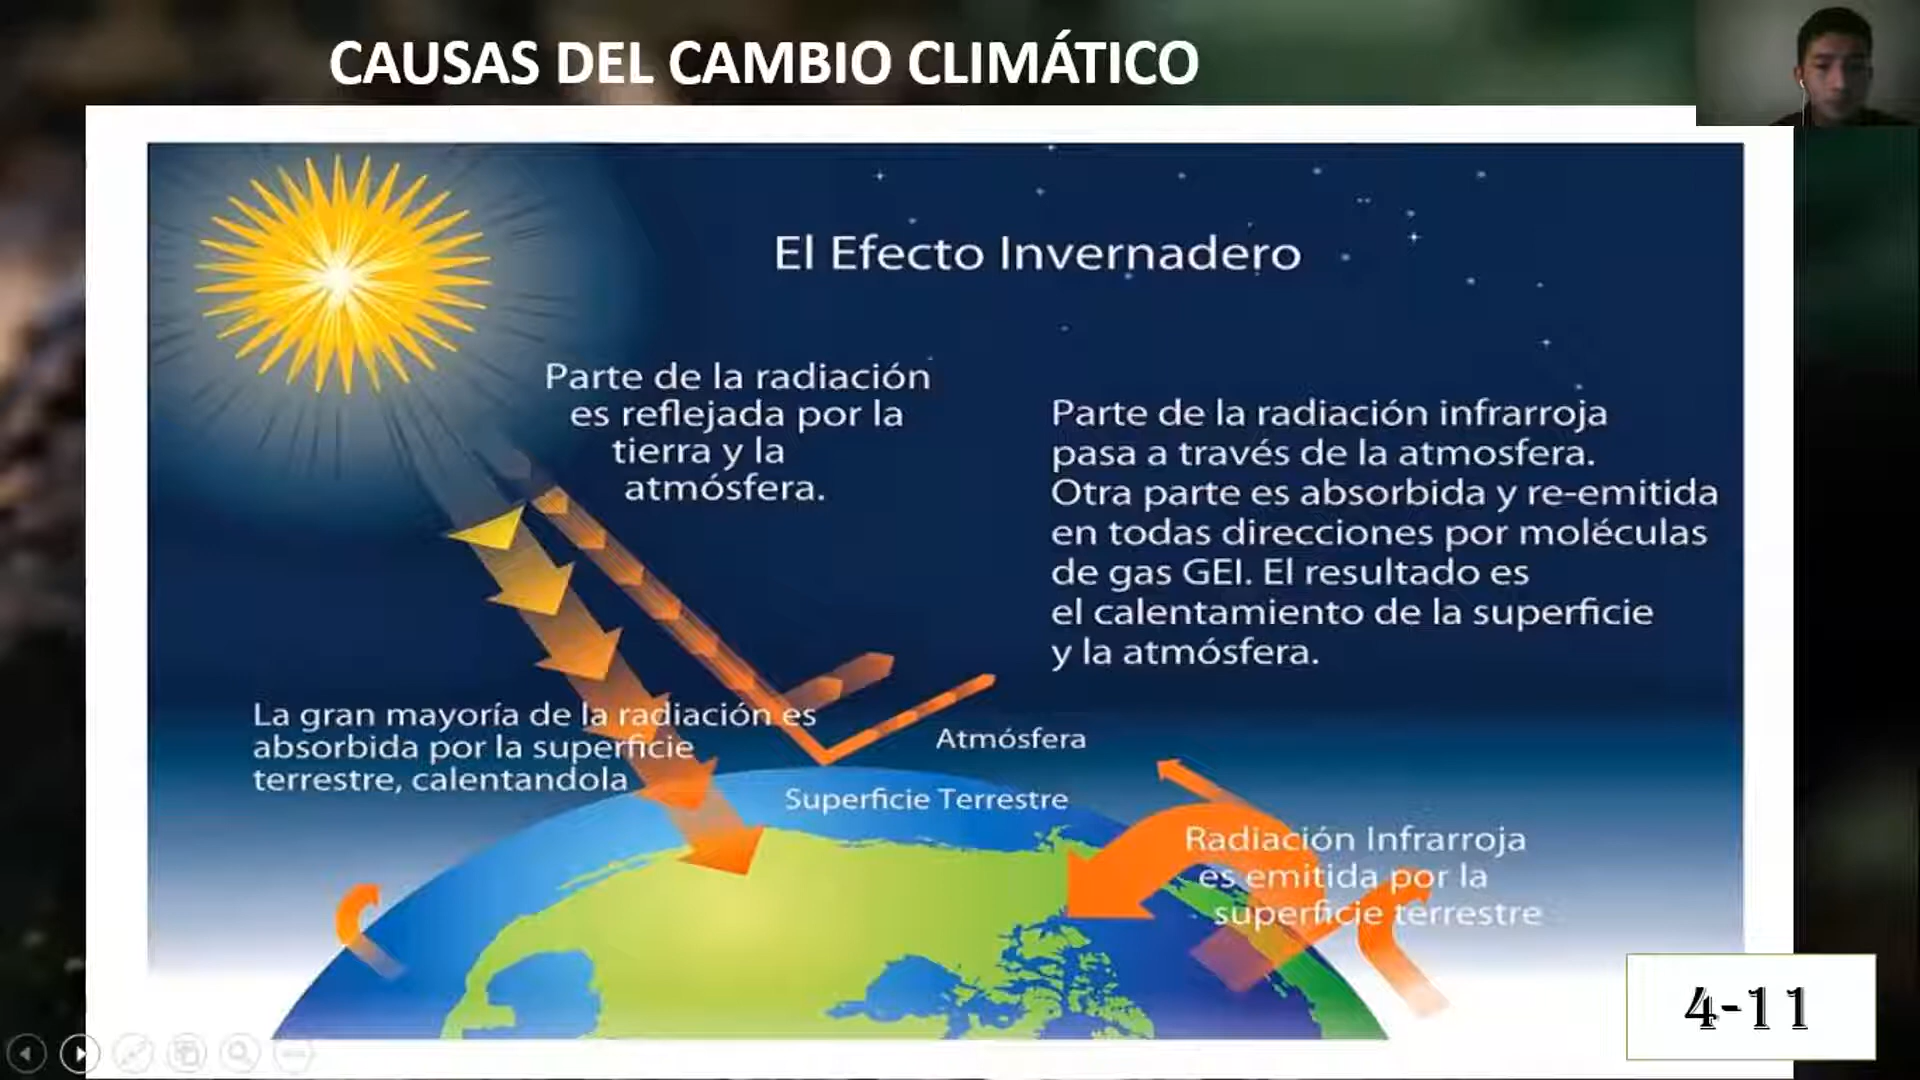 CAUSAS DEL CAMBIO CLIMÁTICO
El Efecto Invernadero
Parte de la radiación
es reflejada por la
tierra y la
atmósfera.
Parte de la radiación infrarroja
pasa a través de la atmosfera.
Otra parte es absorbida y re-emitida
en todas direcciones por moléculas
de gas GEI. El resultado es
el calentamiento de la superficie
y la atmósfera.
La gran mayoría de la radiación es
absorbida por la superficie
terrestre, calentandola
Atmósfera
Superficie Terrestre
Radiación Infrarroja
es emitida por la
superficie terrestre
4-11